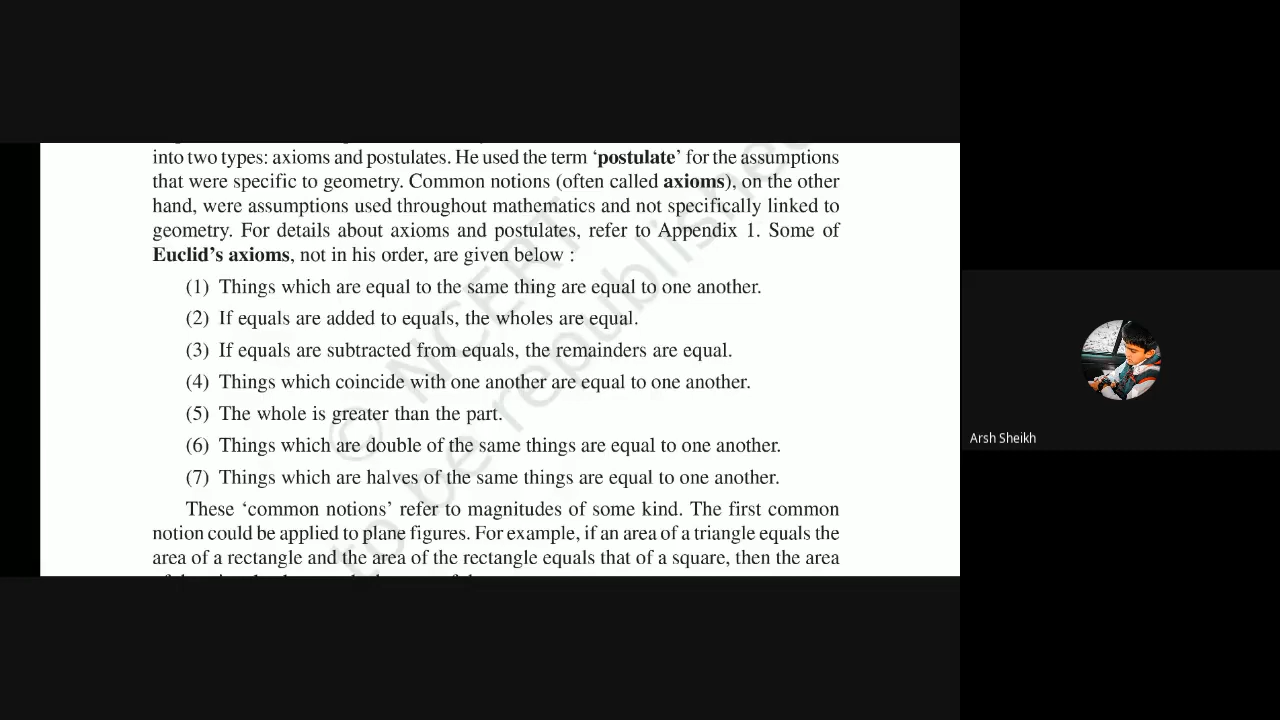 into two types: axioms and postulates. He used the term ‘postulate’ for the assumptions
that were specific to geometry. Common notions (often called axioms), on the other
hand, were assumptions used throughout mathematics and not specifically linked to
geometry. For details about axioms and postulates, refer to Appendix 1. Some of
Euclid’s axioms, not in his order, are given below :
(1) Things which are equal to the same thing are equal to one another.
(2) If equals are added to equals, the wholes are equal.
(3) If equals are subtracted from equals, the remainders are equal.
(4) Things which coincide with one another are equal to one another.
(5) The whole is greater than the part.
(6) Things which are double of the same things are equal to one another.
(7) Things which are halves of the same things are equal to one another.
These ‘common notions’ refer to magnitudes of some kind. The first common
notion could be applied to plane figures. For example, if an area of a triangle equals the
area of a rectangle and the area of the rectangle equals that of a square, then the area
© NCERT
to be republished
Arsh Sheikh